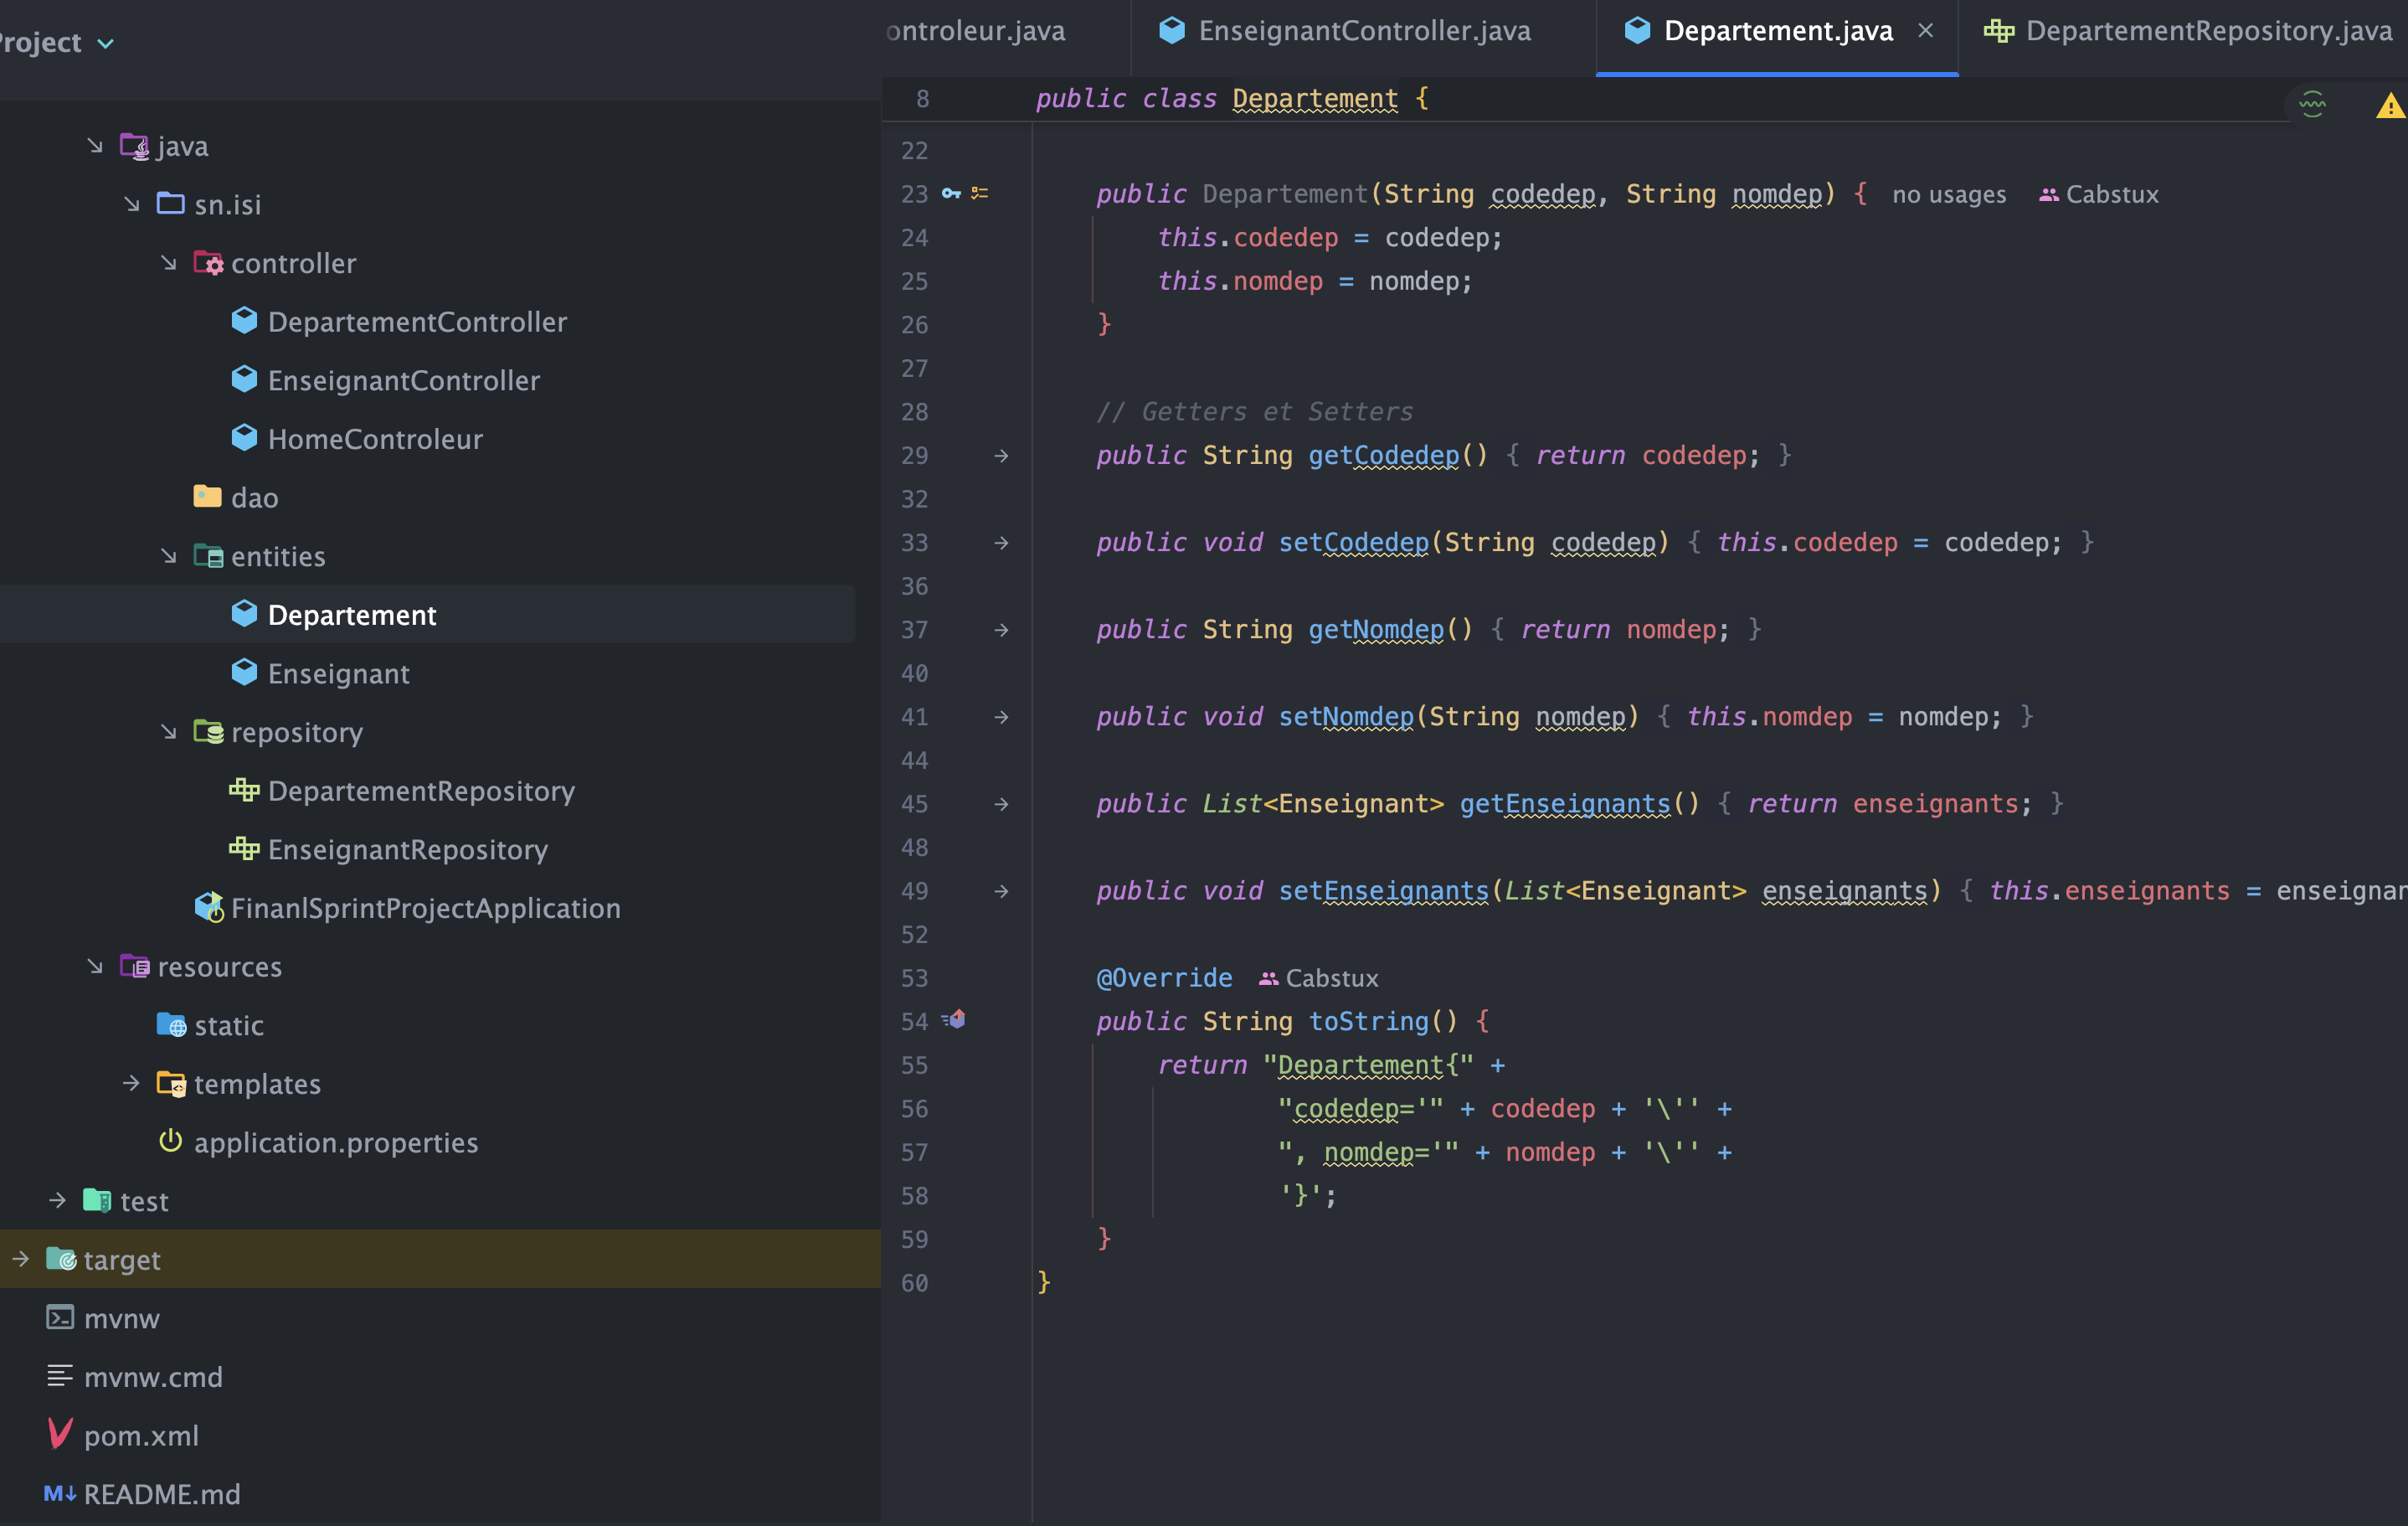 Project
java
sn.isi
controller
DepartementController
EnseignantController
HomeControleur
dao
entities
Departement
Enseignant
repository
DepartementRepository
EnseignantRepository
FinanlSprintProjectApplication
resources
static
templates
application.properties
test
target
mvnw
mvnw.cmd
pom.xml
README.md
ontroleur.java EnseignantController.java Departement.java × DepartementRepository.java
8 public class Departement {
22
23 public Departement(String codedep, String nomdep) { no usages Cabstux
24 this.codedep = codedep;
25 this.nomdep = nomdep;
26 }
27
28 // Getters et Setters
29 public String getCodedep() { return codedep; }
32
33 public void setCodedep(String codedep) { this.codedep = codedep; }
36
37 public String getNomdep() { return nomdep; }
40
41 public void setNomdep(String nomdep) { this.nomdep = nomdep; }
44
45 public List<Enseignant> getEnseignants() { return enseignants; }
48
49 public void setEnseignants(List<Enseignant> enseignants) { this.enseignants = enseignan
52
53 @Override Cabstux
54 public String toString() {
55 return "Departement{" +
56 "codedep='" + codedep + '\'' +
57 ", nomdep='" + nomdep + '\'' +
58 '}';
59 }
60 }